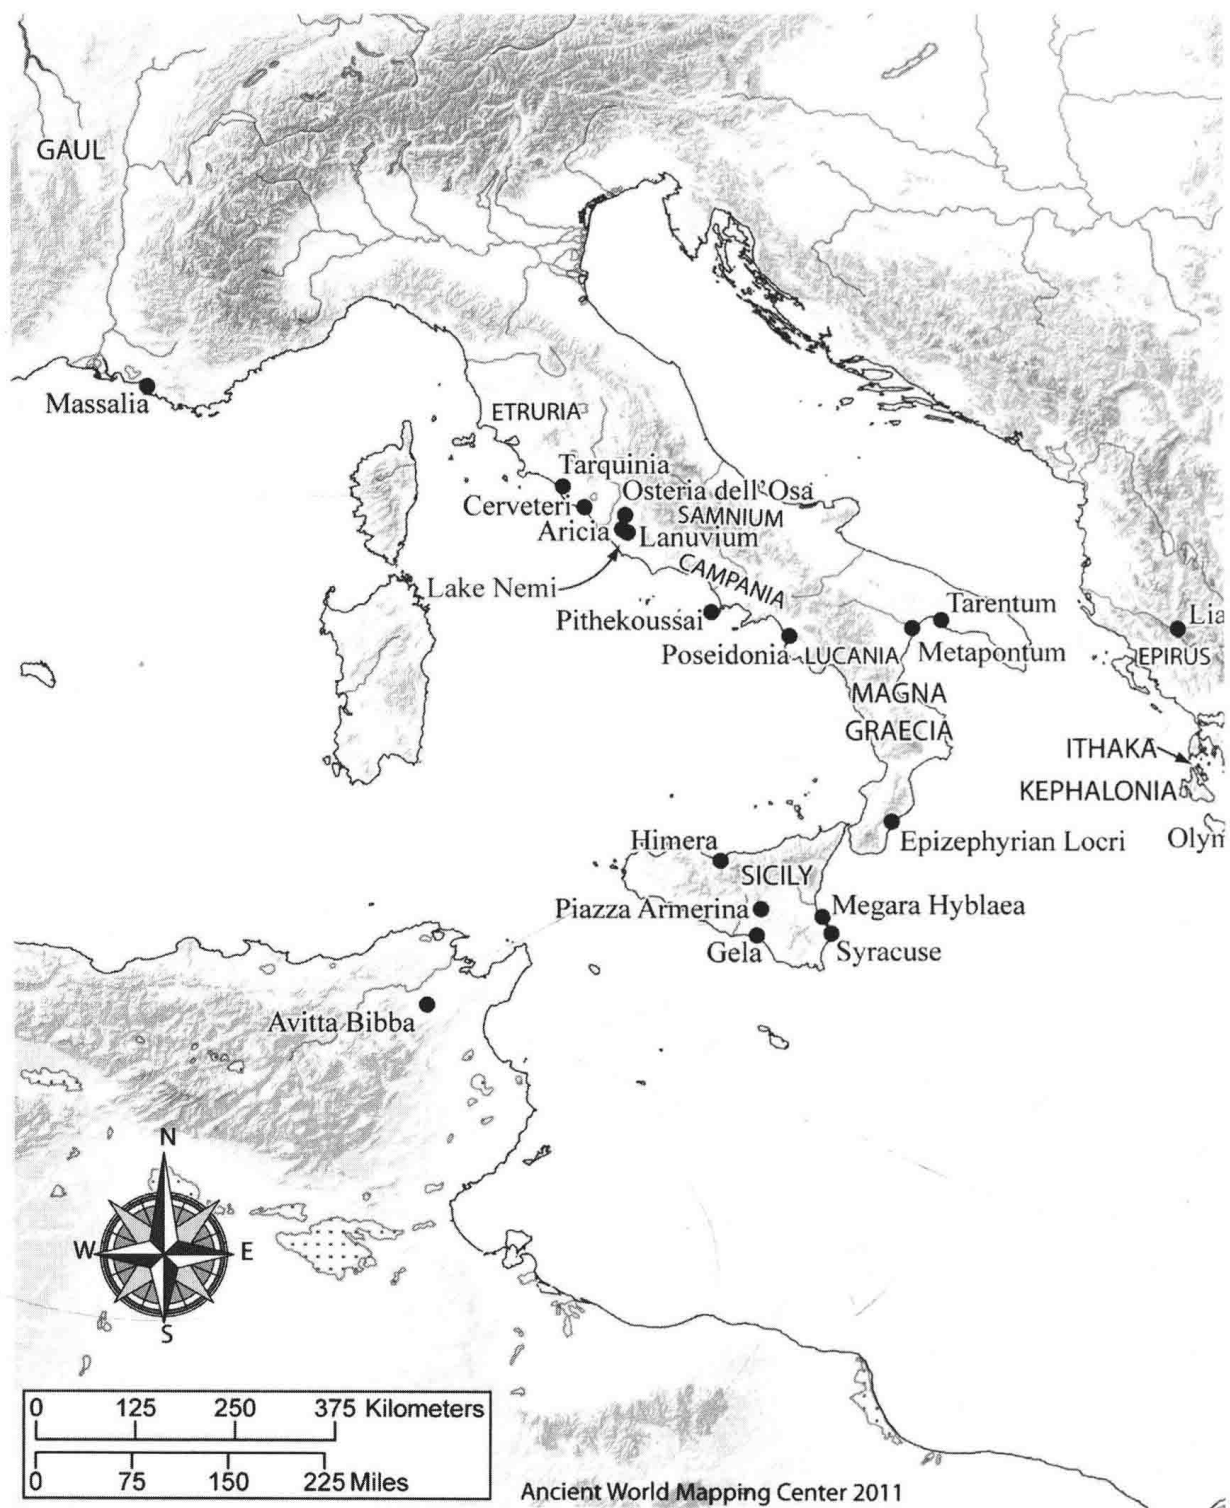 GAUL
Massalia
ETRURIA
Tarquinia
Cerveteri
Osteria dell'Osa
SAMNIUM
Aricia
Lanuvium
Lake Nemi
CAMPANIA
Pithekoussai
Tarentum
Lia
Poseidonia
LUCANIA
Metapontum
EPIRUS
MAGNA
GRAECIA
ITHAKA
KEPHALONIA
Olym
Epizephyrian Locri
Himera
SICILY
Piazza Armerina
Megara Hyblaea
Gela
Syracuse
Avitta Bibba
N
W
E
S
0 125 250 375 Kilometers
0 75 150 225 Miles
Ancient World Mapping Center 2011